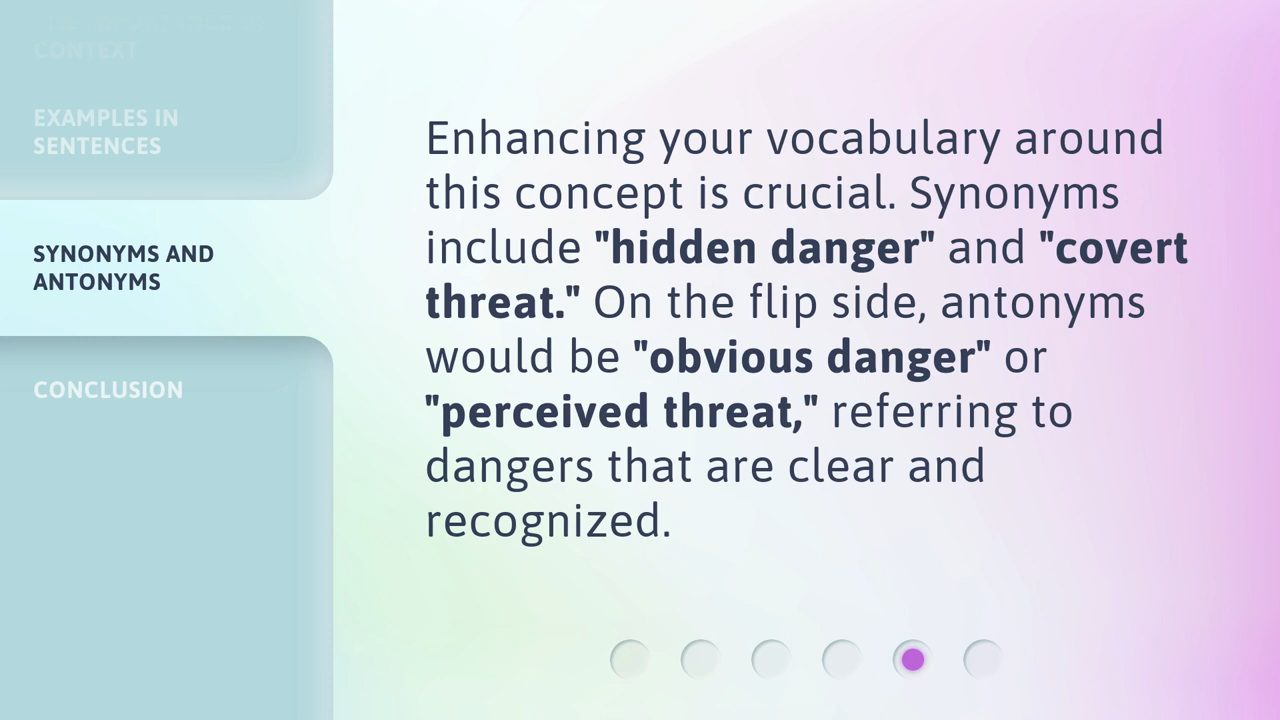 CONTEXT
EXAMPLES IN
SENTENCES
SYNONYMS AND
ANTONYMS
CONCLUSION
Enhancing your vocabulary around
this concept is crucial. Synonyms
include "hidden danger" and "covert
threat." On the flip side, antonyms
would be "obvious danger" or
"perceived threat," referring to
dangers that are clear and
recognized.